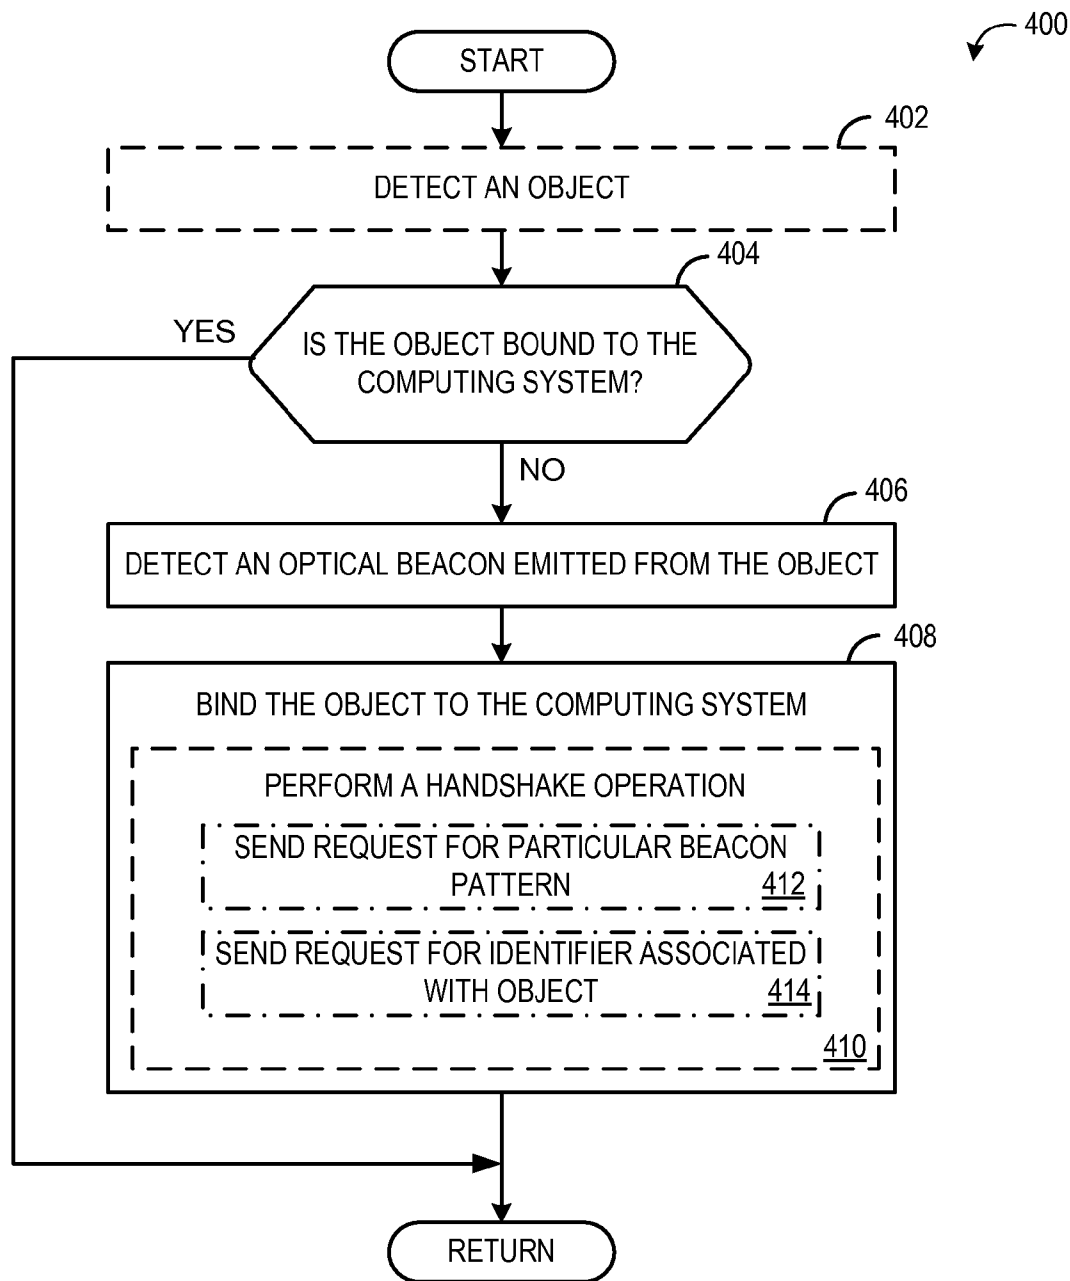 400
START
402
DETECT AN OBJECT
404
YES
IS THE OBJECT BOUND TO THE
COMPUTING SYSTEM?
NO
406
DETECT AN OPTICAL BEACON EMITTED FROM THE OBJECT
408
BIND THE OBJECT TO THE COMPUTING SYSTEM
PERFORM A HANDSHAKE OPERATION
SEND REQUEST FOR PARTICULAR BEACON
PATTERN 412
SEND REQUEST FOR IDENTIFIER ASSOCIATED
WITH OBJECT 414
410
RETURN